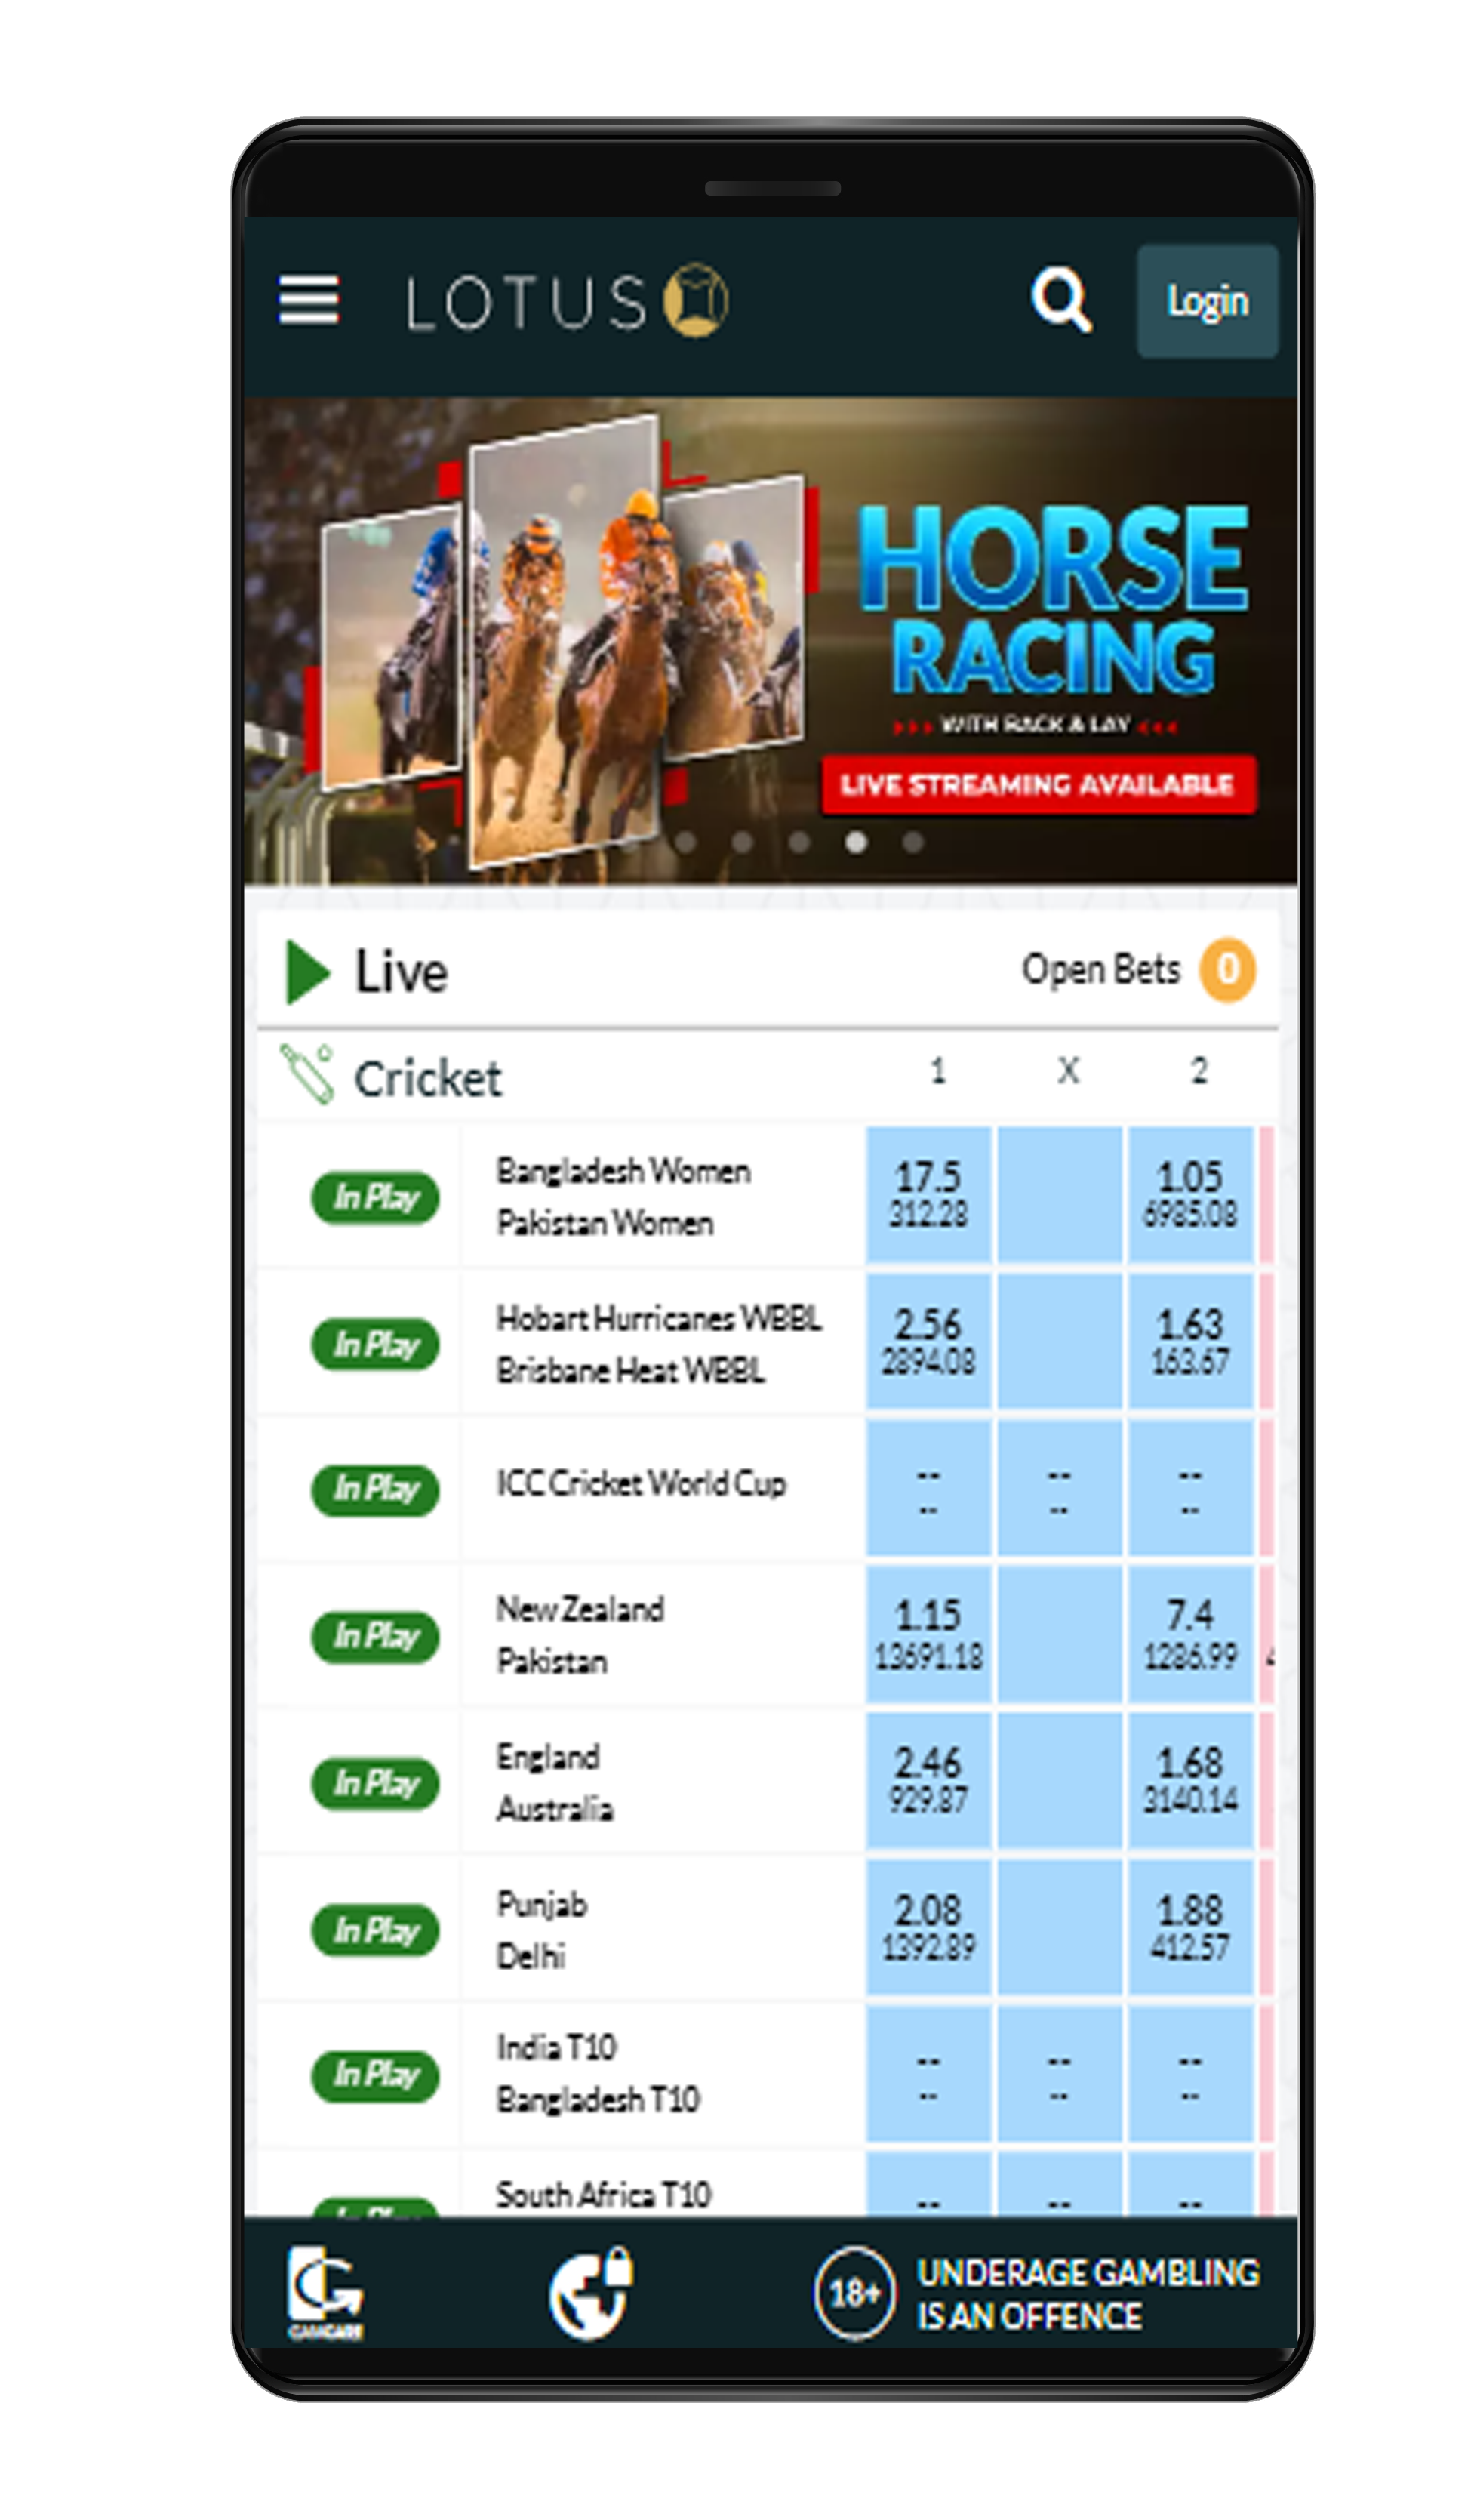 LOTUS
Login
HORSE
RACING
WITH BACK & LAY
LIVE STREAMING AVAILABLE
Live
Open Bets 0
Cricket 1 X 2
In Play
Bangladesh Women
Pakistan Women
17.5 1.05
312.28 6985.08
In Play
Hobart Hurricanes WBBL
Brisbane Heat WBBL
2.56 1.63
2894.08 163.67
In Play
ICC Cricket World Cup
-- -- --
-- -- --
In Play
New Zealand
Pakistan
1.15 7.4
13691.18 1286.99
In Play
England
Australia
2.46 1.68
929.87 3140.14
In Play
Punjab
Delhi
2.08 1.88
1392.89 412.57
In Play
India T10
Bangladesh T10
-- -- --
-- -- --
In Play
South Africa T10
-- -- --
GAMCARE
18+
UNDERAGE GAMBLING
IS AN OFFENCE